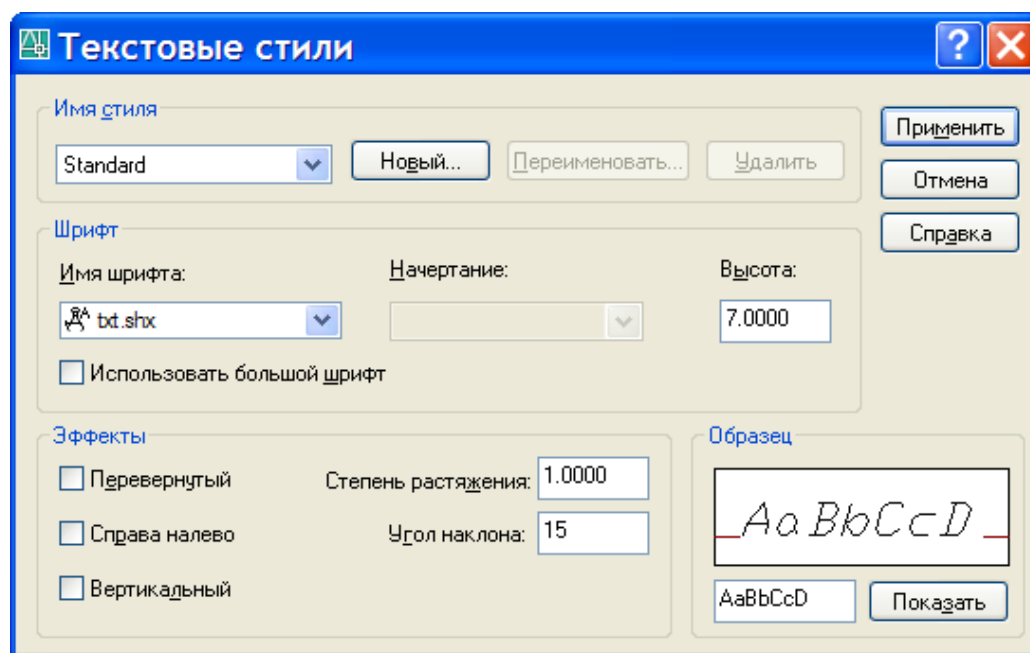 Текстовые стили
Имя стиля
Standard
Новый...
Переименовать...
Удалить
Применить
Отмена
Справка
Шрифт
Имя шрифта:
Начертание:
Высота:
txt.shx
7.0000
Использовать большой шрифт
Эффекты
Перевернутый
Степень растяжения:
1.0000
Справа налево
Угол наклона:
15
Вертикальный
Образец
AaBbCcD
AaBbCcD
Показать